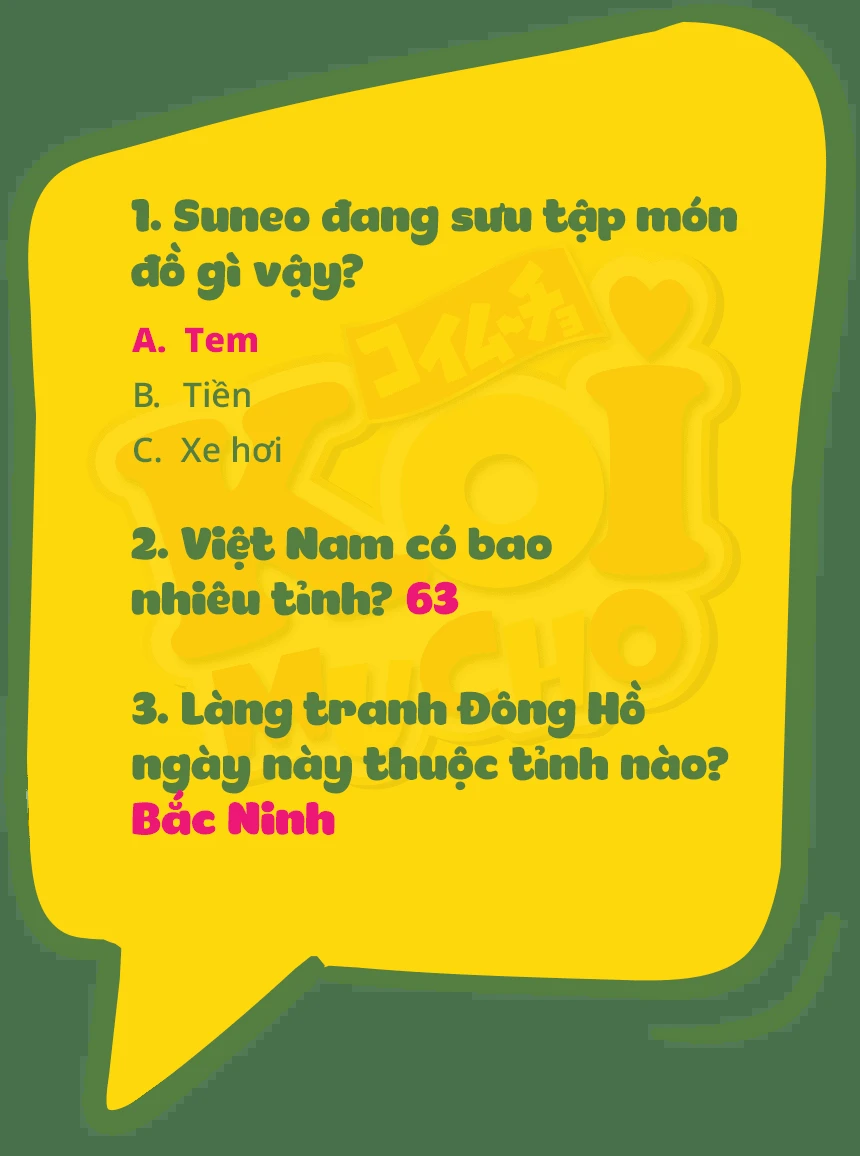 1. Suneo đang sưu tập món
đồ gì vậy?
コイムーチョ
A. Tem
B. Tiền
C. Xe hơi
KOI
2. Việt Nam có bao
nhiêu tỉnh? 63
MUCHO
3. Làng tranh Đông Hồ
ngày này thuộc tỉnh nào?
Bắc Ninh